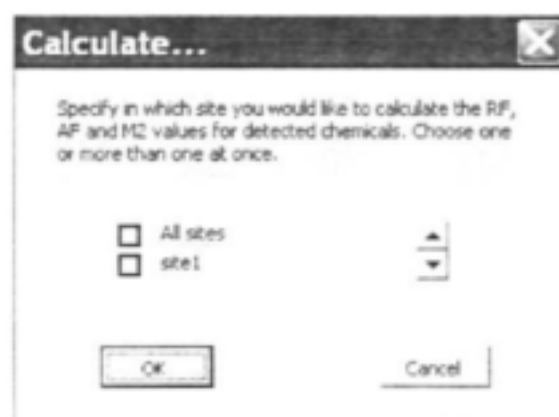 Calculate...
Specify in which site you would like to calculate the RF,
AF and M2 values for detected chemicals. Choose one
or more than one at once.
All sites
site1
OK
Cancel